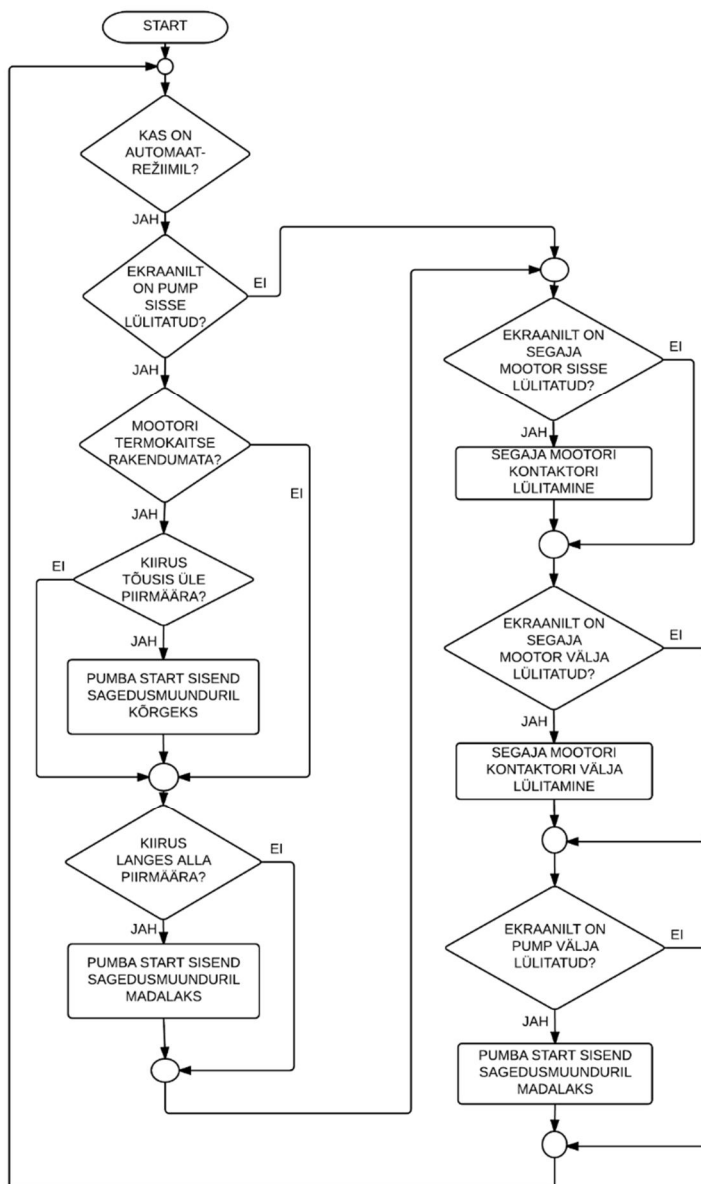 START
KAS ON
AUTOMAAT-
REŽIIMIL?
JAH
EKRAANILT
ON PUMP
SISSE
LÜLITATUD?
EI
JAH
MOOTORI
TERMOKAITSE
RAKENDUMATA?
EI
JAH
KIIRUS
TÕUSIS ÜLE
PIIRMÄÄRA?
EI
JAH
PUMBA START SISEND
SAGEDUSMUUNDURIL
KÕRGEKS
KIIRUS
LANGES ALLA
PIIRMÄÄRA?
EI
JAH
PUMBA START SISEND
SAGEDUSMUUNDURIL
MADALAKS
EKRAANILT ON
SEGAJA
MOOTOR SISSE
LÜLITATUD?
EI
JAH
SEGAJA MOOTORI
KONTAKTORI
LÜLITAMINE
EKRAANILT ON
SEGAJA
MOOTOR VÄLJA
LÜLITATUD?
EI
JAH
SEGAJA MOOTORI
KONTAKTORI VÄLJA
LÜLITAMINE
EKRAANILT ON
PUMP VÄLJA
LÜLITATUD?
EI
JAH
PUMBA START SISEND
SAGEDUSMUUNDURIL
MADALAKS